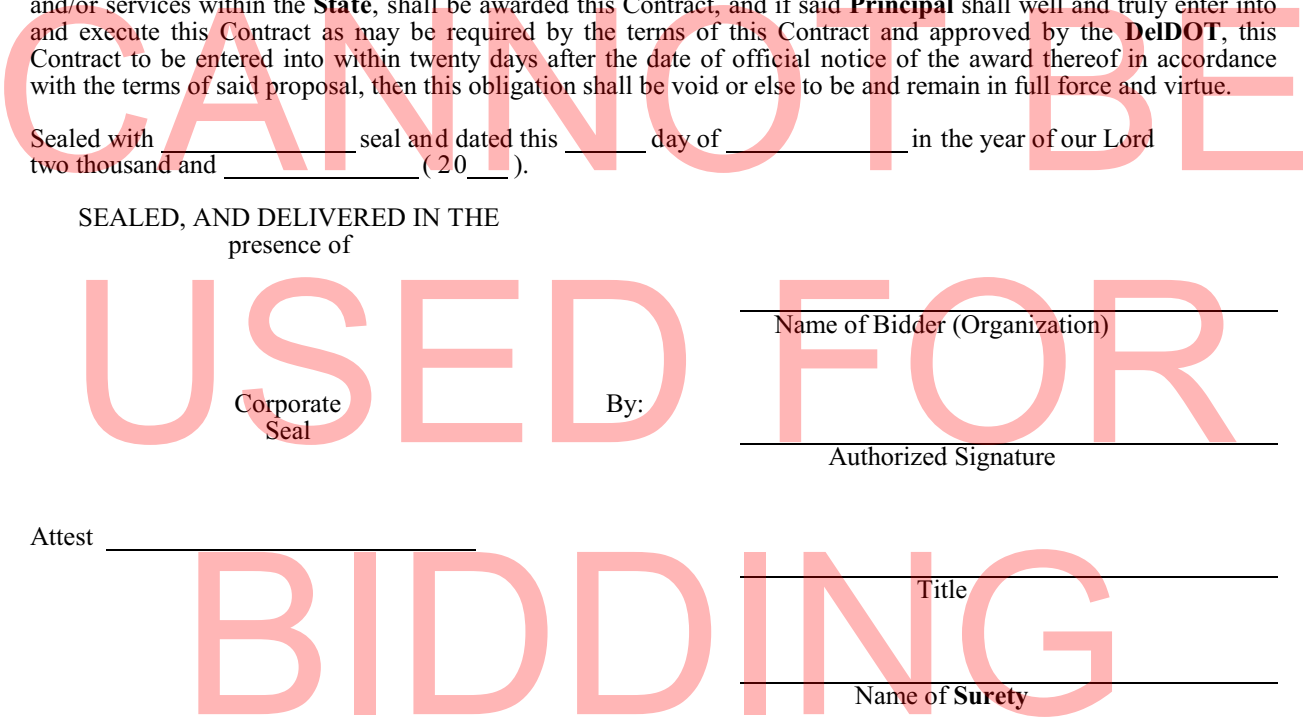 and/or services within the State, shall be awarded this Contract, and if said Principal shall well and truly enter into
and execute this Contract as may be required by the terms of this Contract and approved by the DelDOT, this
Contract to be entered into within twenty days after the date of official notice of the award thereof in accordance
with the terms of said proposal, then this obligation shall be void or else to be and remain in full force and virtue.
Sealed with ______________ seal and dated this ______ day of ______________ in the year of our Lord
two thousand and ______________ ( 20___ ).
SEALED, AND DELIVERED IN THE
presence of
Name of Bidder (Organization)
Corporate By:
Seal
Authorized Signature
Attest ______________
Title
Name of Surety
CANNOT BE
USED FOR
BIDDING